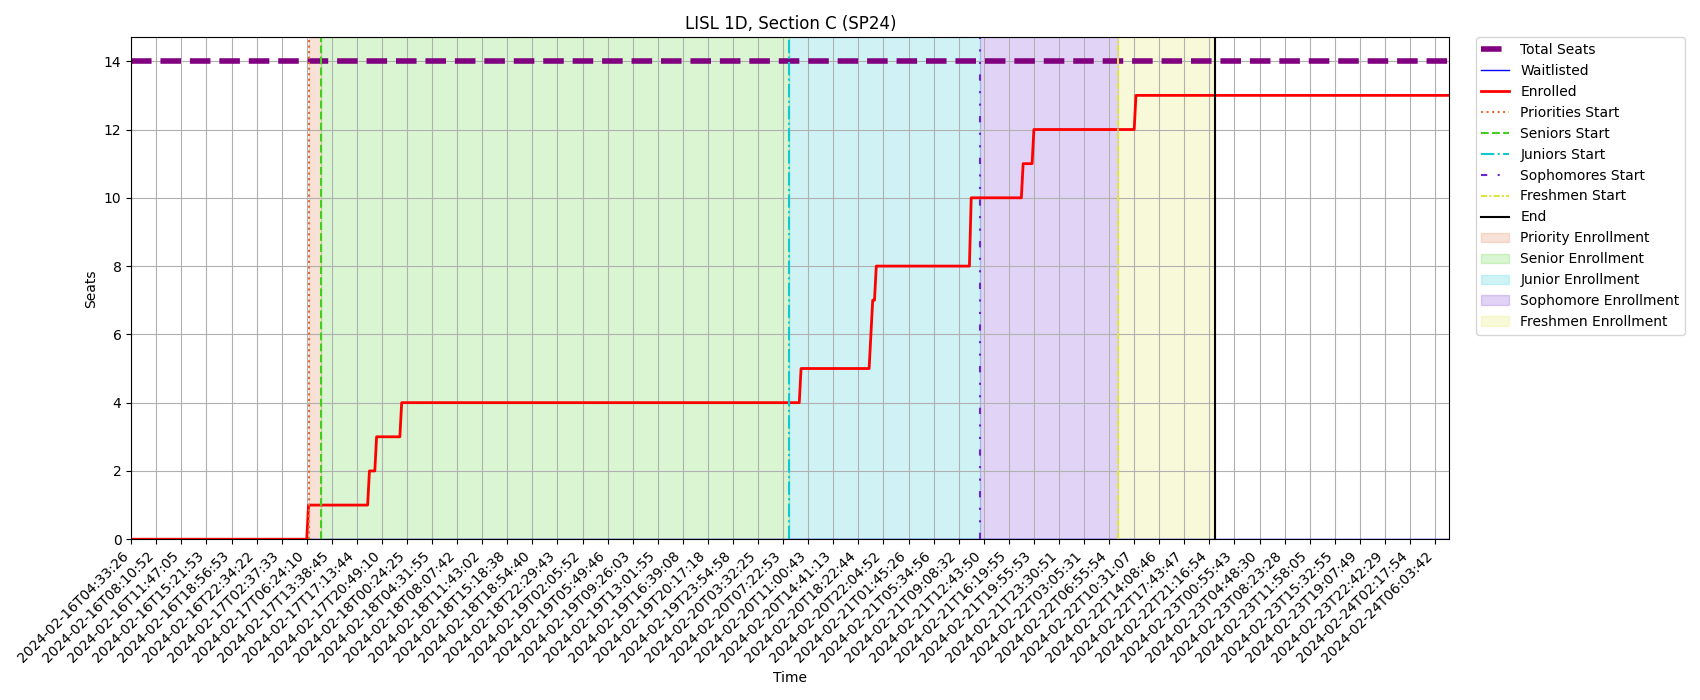 LISL 1D, Section C (SP24)
Seats
14
12
10
8
6
4
2
0
2024-02-16T04:33:26
2024-02-16T08:10:52
2024-02-16T11:47:05
2024-02-16T15:21:53
2024-02-16T18:56:53
2024-02-16T22:34:22
2024-02-17T02:37:33
2024-02-17T06:24:10
2024-02-17T13:38:45
2024-02-17T17:13:44
2024-02-17T20:49:10
2024-02-18T00:24:25
2024-02-18T04:31:55
2024-02-18T08:07:42
2024-02-18T11:43:02
2024-02-18T15:18:38
2024-02-18T18:54:40
2024-02-18T22:29:43
2024-02-19T02:05:52
2024-02-19T05:49:46
2024-02-19T09:26:03
2024-02-19T13:01:55
2024-02-19T16:39:08
2024-02-19T20:17:18
2024-02-19T23:54:58
2024-02-20T03:32:25
2024-02-20T07:22:53
2024-02-20T11:00:43
2024-02-20T14:41:13
2024-02-20T18:22:44
2024-02-20T22:04:52
2024-02-21T01:45:26
2024-02-21T05:34:56
2024-02-21T09:08:32
2024-02-21T12:43:50
2024-02-21T16:19:55
2024-02-21T19:55:53
2024-02-21T23:30:51
2024-02-22T03:05:31
2024-02-22T06:55:54
2024-02-22T10:31:07
2024-02-22T14:08:46
2024-02-22T17:43:47
2024-02-22T21:16:54
2024-02-23T00:55:43
2024-02-23T04:48:30
2024-02-23T08:23:28
2024-02-23T11:58:05
2024-02-23T15:32:55
2024-02-23T19:07:49
2024-02-23T22:42:29
2024-02-24T02:17:54
2024-02-24T06:03:42
Time
Total Seats
Waitlisted
Enrolled
Priorities Start
Seniors Start
Juniors Start
Sophomores Start
Freshmen Start
End
Priority Enrollment
Senior Enrollment
Junior Enrollment
Sophomore Enrollment
Freshmen Enrollment